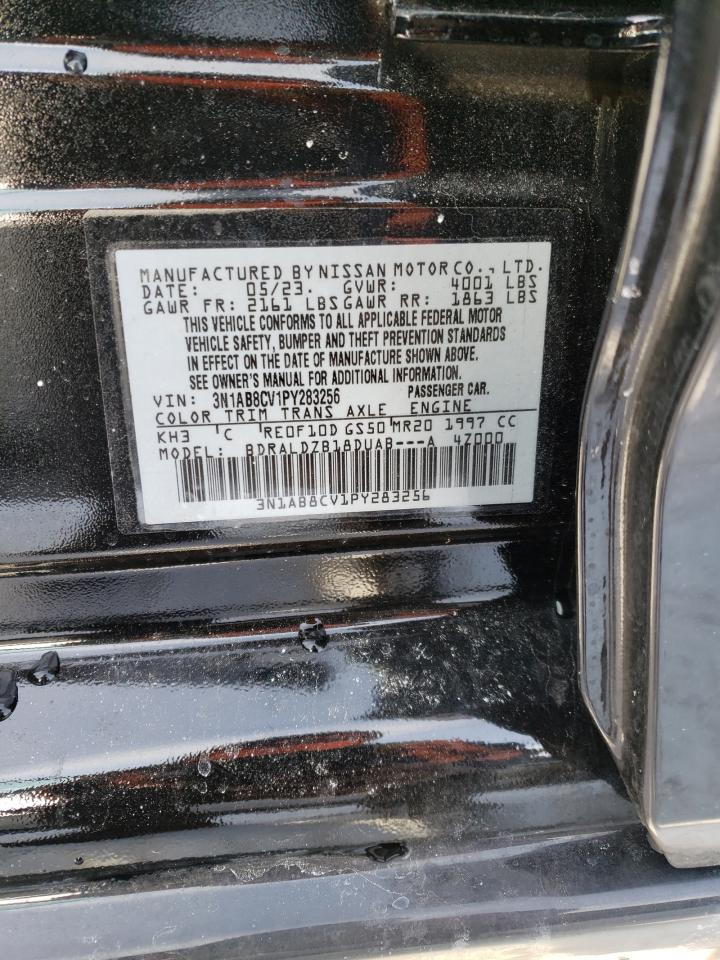 MANUFACTURED BY NISSAN MOTOR CO., LTD.
DATE: 05/23. GVWR: 4001 LBS
GAWR FR: 2161 LBS GAWR RR: 1863 LBS
THIS VEHICLE CONFORMS TO ALL APPLICABLE FEDERAL MOTOR
VEHICLE SAFETY, BUMPER AND THEFT PREVENTION STANDARDS
IN EFFECT ON THE DATE OF MANUFACTURE SHOWN ABOVE.
SEE OWNER'S MANUAL FOR ADDITIONAL INFORMATION.
VIN: 3N1AB8CV1PY283256 PASSENGER CAR.
COLOR TRIM TRANS AXLE ENGINE
KH3 C RE0F10D GS50 MR20 1997 CC
MODEL: BDRALDZB18DUAB---A 4Z000
3N1AB8CV1PY283256